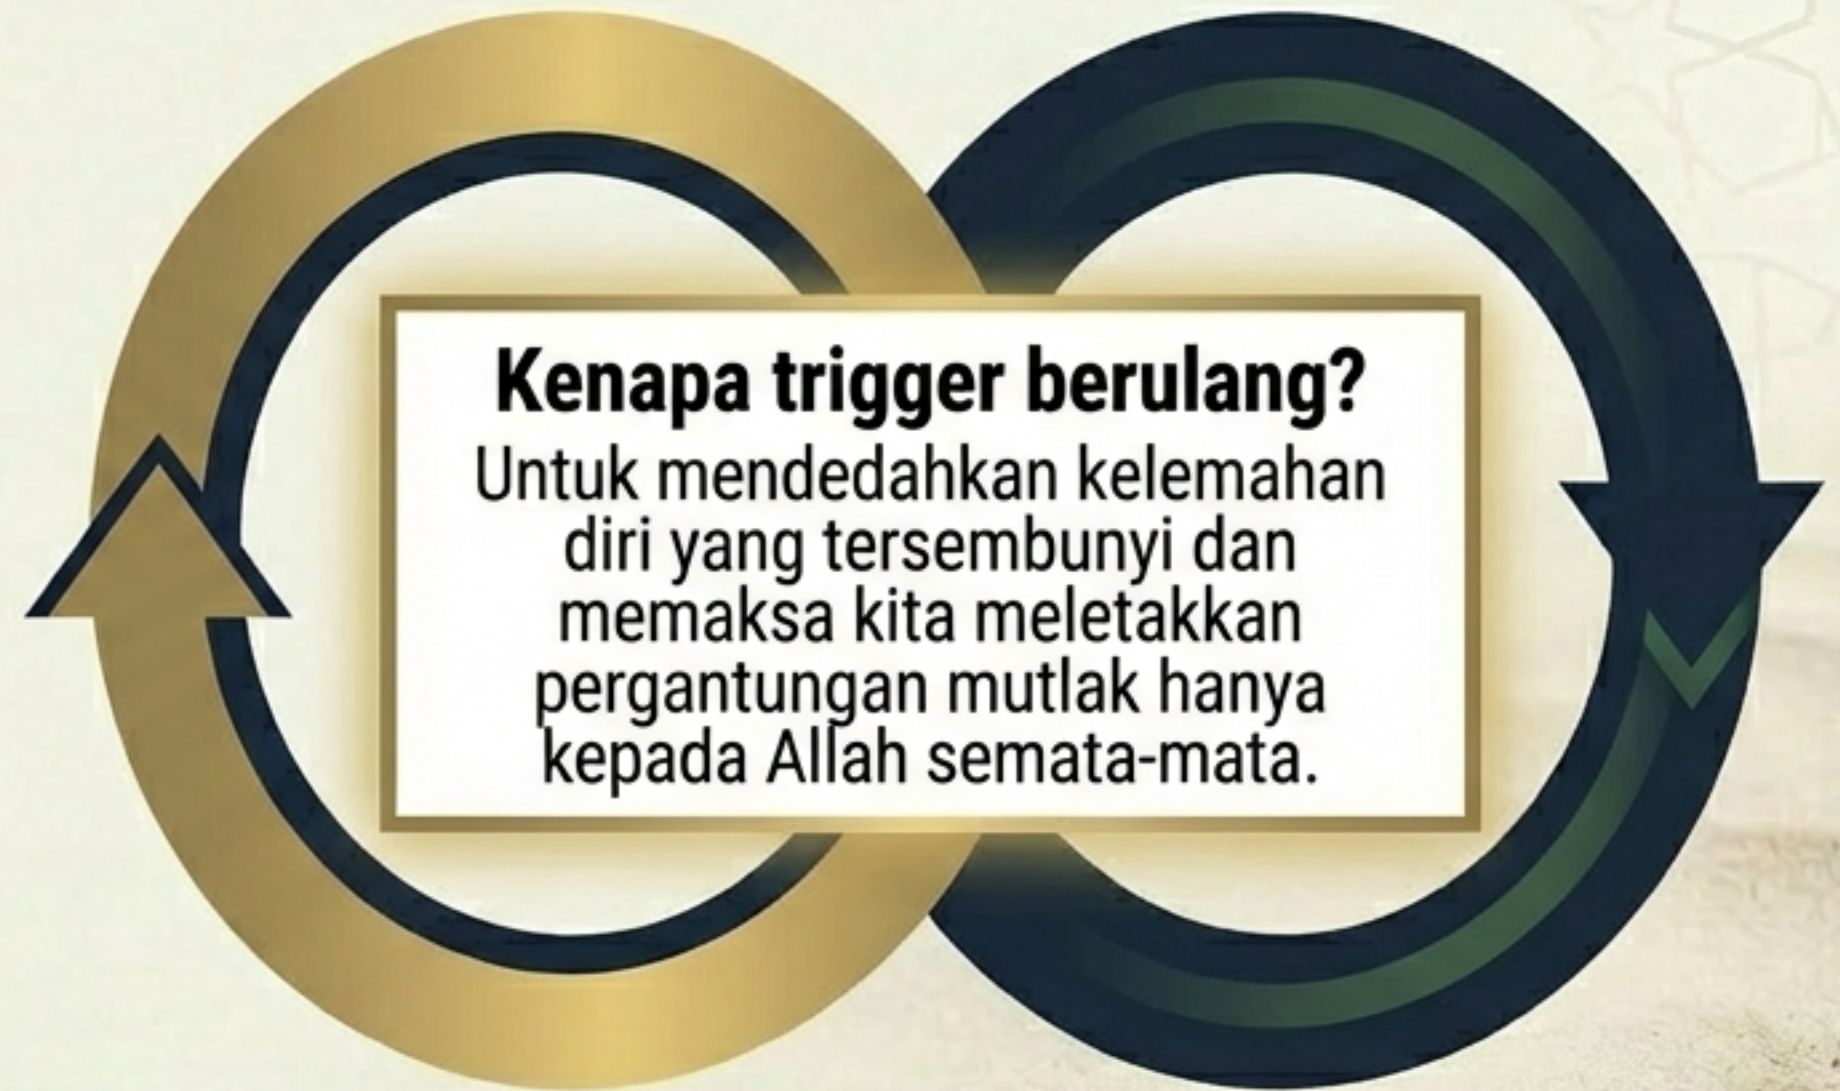 Kenapa trigger berulang?
Untuk mendedahkan kelemahan
diri yang tersembunyi dan
memaksa kita meletakkan
pergantungan mutlak hanya
kepada Allah semata-mata.